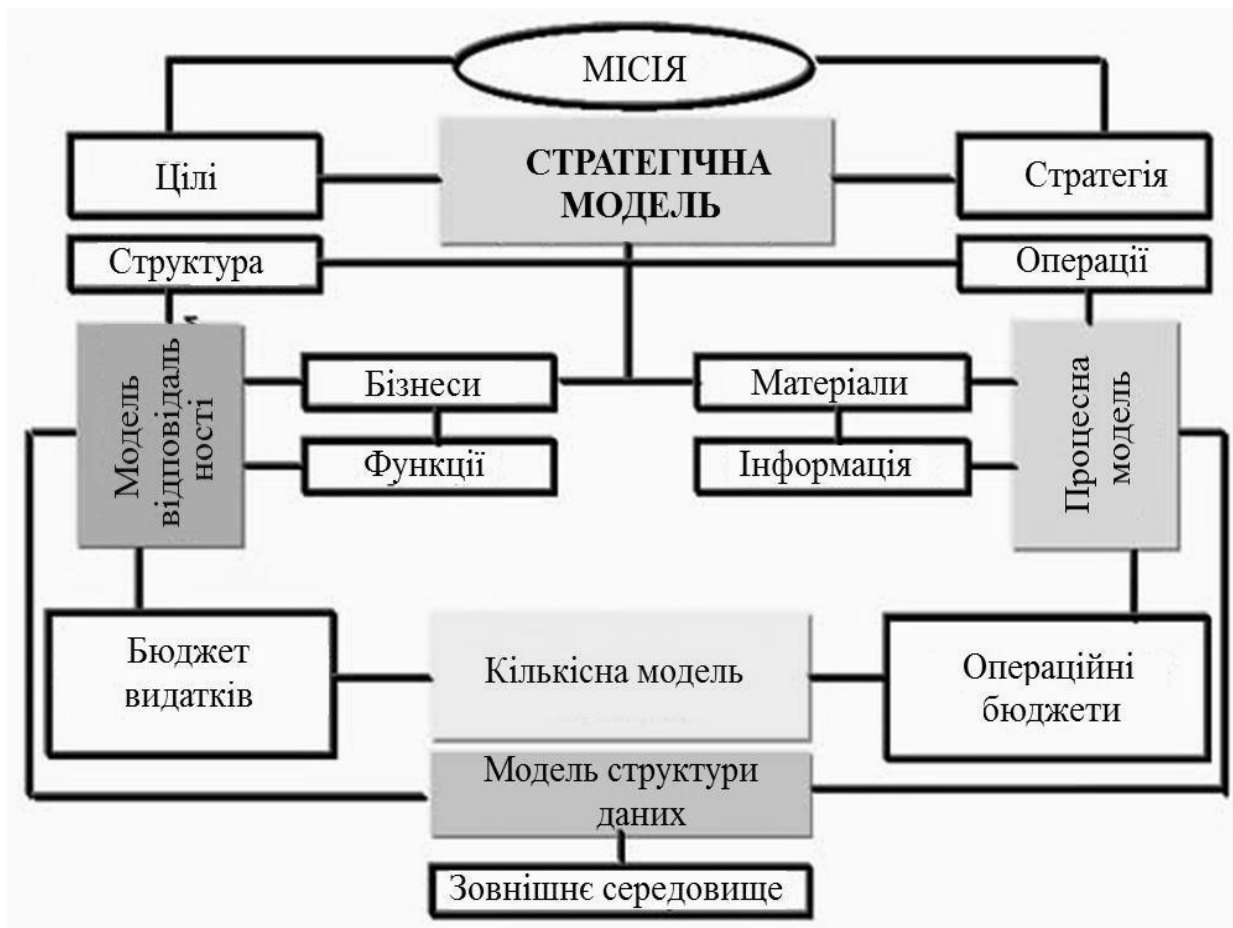 МІСІЯ
Цілі
СТРАТЕГІЧНА
МОДЕЛЬ
Стратегія
Структура
Операції
Модель
відповідаль
ності
Бізнеси
Функції
Матеріали
Інформація
Процесна
модель
Бюджет
видатків
Кількісна модель
Операційні
бюджети
Модель структури
даних
Зовнішнє середовище